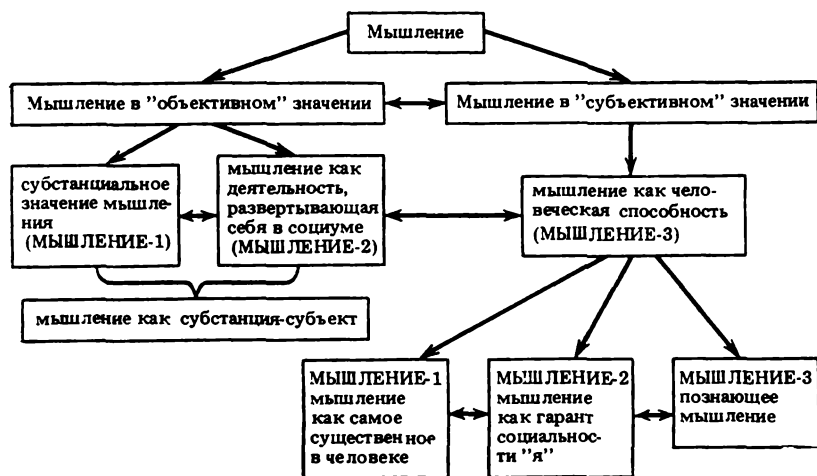 Мышление
Мышление в "объективном" значении
Мышление в "субъективном" значении
субстанциальное
значение мышле-
ния
(МЫШЛЕНИЕ-1)
мышление как
деятельность,
развертывающая
себя в социуме
(МЫШЛЕНИЕ-2)
мышление как чело-
веческая способность
(МЫШЛЕНИЕ-3)
мышление как субстанция-субъект
МЫШЛЕНИЕ-1
мышление
как самое
существенное
в человеке
МЫШЛЕНИЕ-2
мышление
как гарант
социальнос-
ти "я"
МЫШЛЕНИЕ-3
познающее
мышление